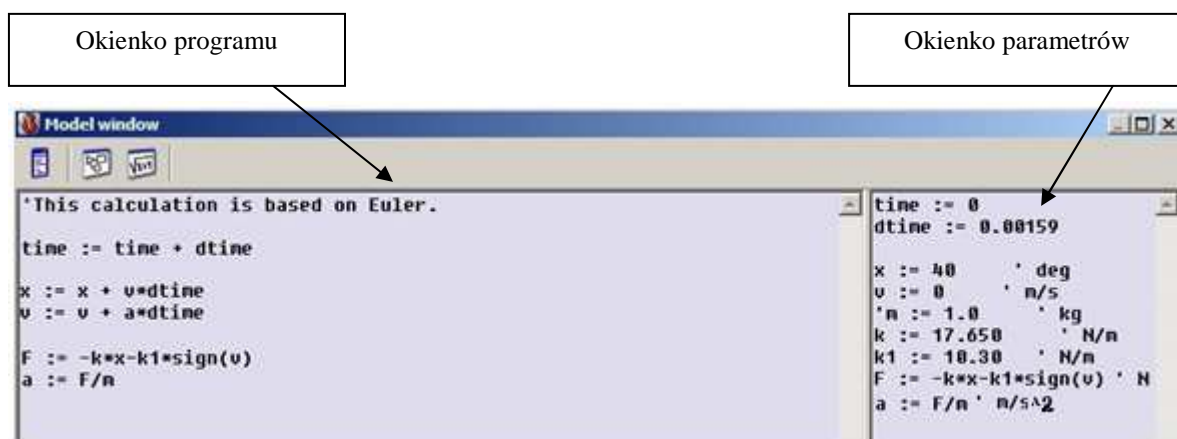 Okienko programu
Okienko parametrów
Model window
'This calculation is based on Euler.
time := time + dtime
x := x + v*dtime
v := v + a*dtime
F := -k*x-k1*sign(v)
a := F/m
time := 0
dtime := 0.00159
x := 40 ' deg
v := 0 ' m/s
'm := 1.0 ' kg
k := 17.650 ' N/m
k1 := 10.30 ' N/m
F := -k*x-k1*sign(v) ' N
a := F/m ' m/s^2